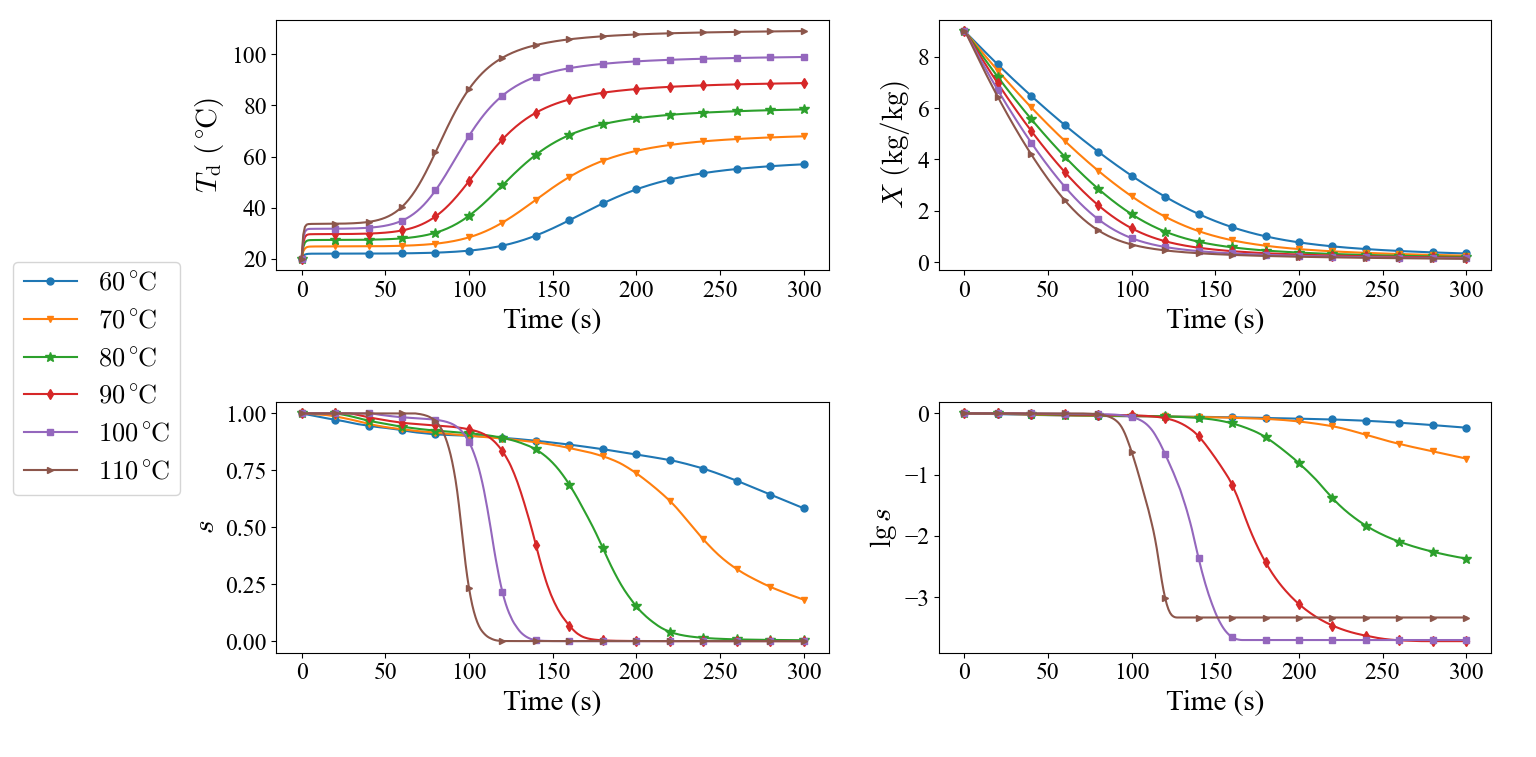 100
80
60
40
20
T_d (°C)
0 50 100 150 200 250 300
Time (s)
8
6
4
2
0
X (kg/kg)
0 50 100 150 200 250 300
Time (s)
60 °C
70 °C
80 °C
90 °C
100 °C
110 °C
1.00
0.75
0.50
0.25
0.00
s
0 50 100 150 200 250 300
Time (s)
0
−1
−2
−3
lg s
0 50 100 150 200 250 300
Time (s)